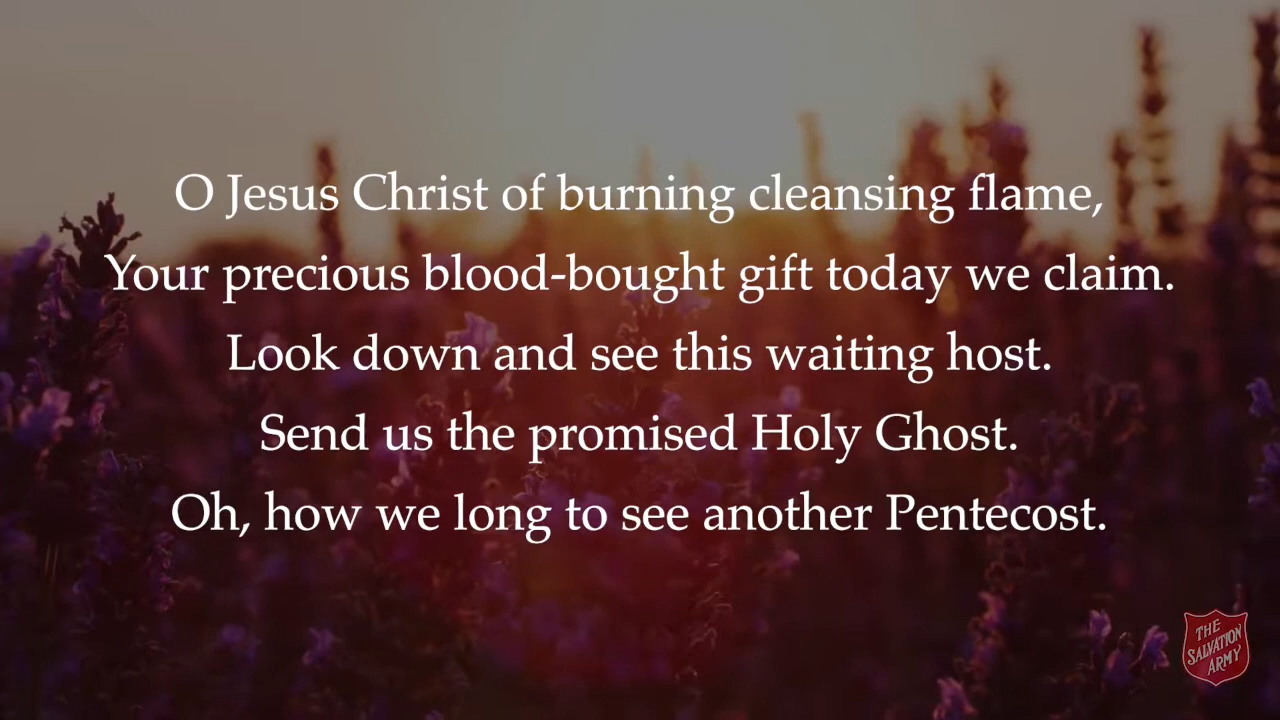 O Jesus Christ of burning cleansing flame,
Your precious blood-bought gift today we claim.
Look down and see this waiting host.
Send us the promised Holy Ghost.
Oh, how we long to see another Pentecost.
THE
SALVATION
ARMY